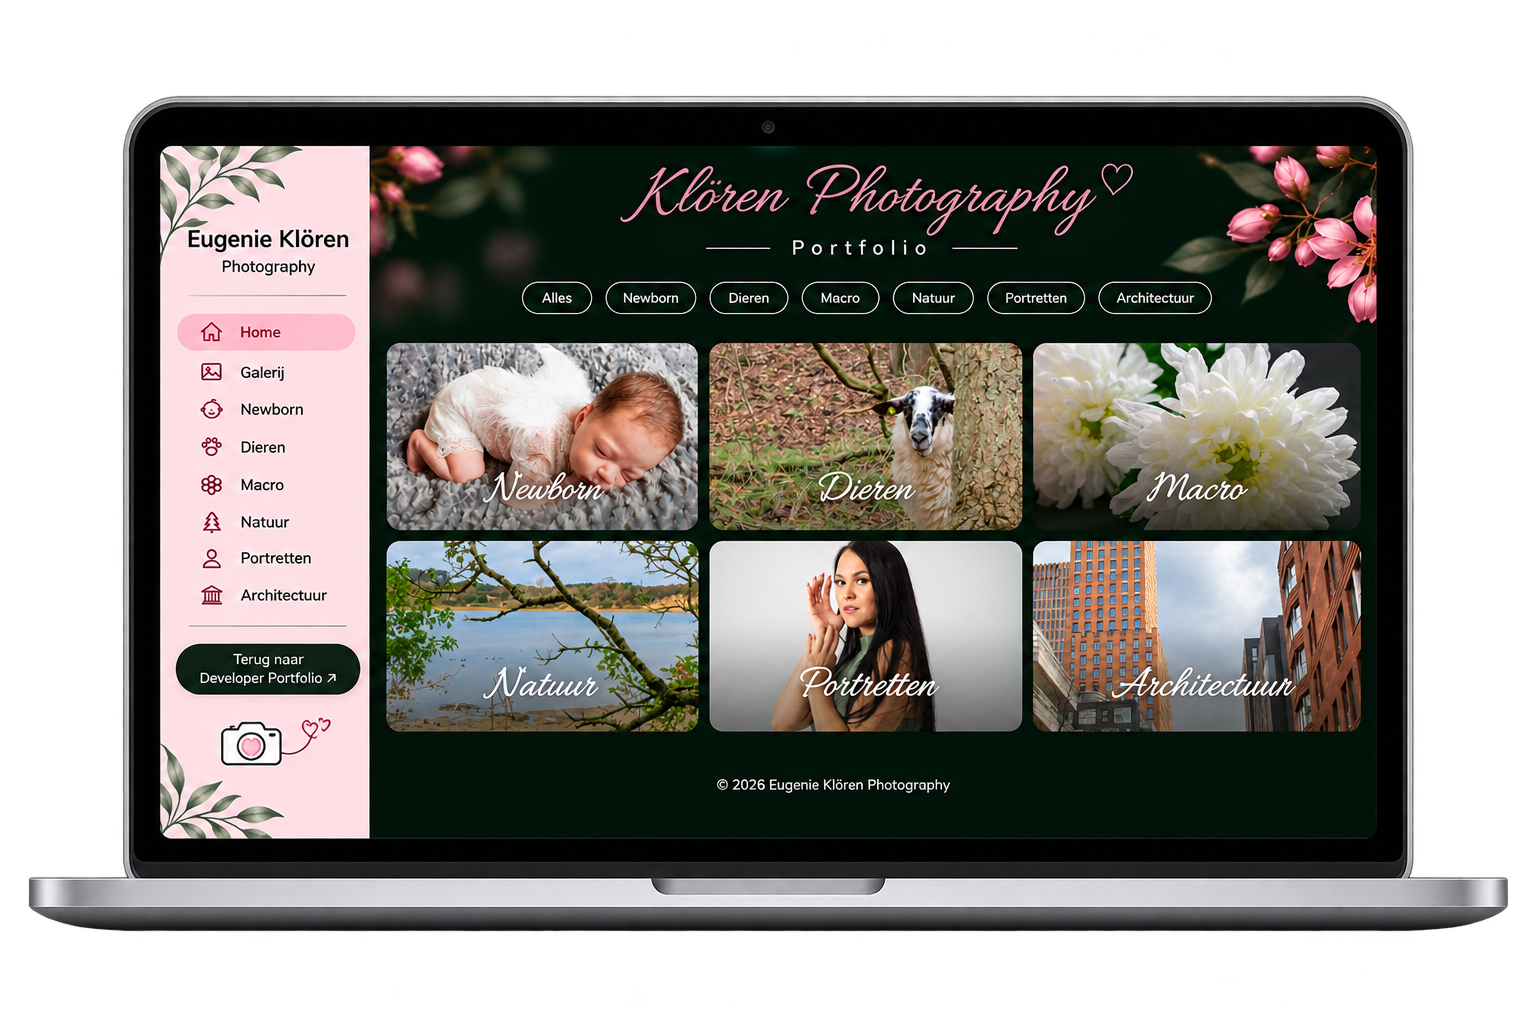 Eugenie Klören
Photography
Home
Galerij
Newborn
Dieren
Macro
Natuur
Portretten
Architectuur
Terug naar
Developer Portfolio ↗
Klören Photography♡
Portfolio
Alles
Newborn
Dieren
Macro
Natuur
Portretten
Architectuur
Newborn
Dieren
Macro
Natuur
Portretten
Architectuur
© 2026 Eugenie Klören Photography